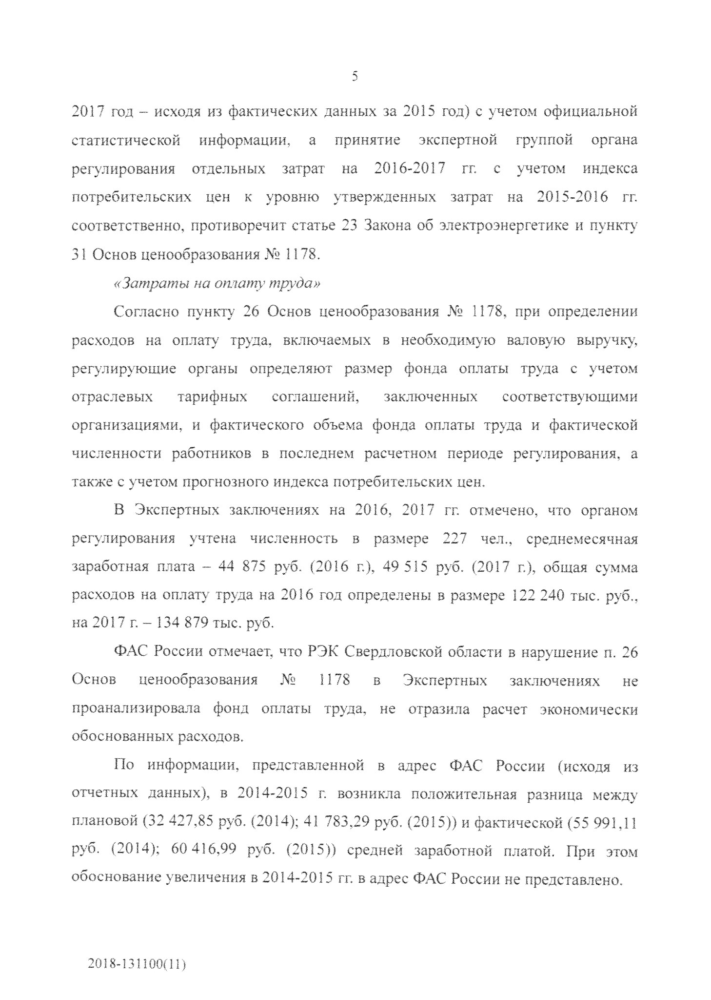 5
2017 год – исходя из фактических данных за 2015 год) с учетом официальной
статистической информации, а принятие экспертной группой органа
регулирования отдельных затрат на 2016-2017 гг. с учетом индекса
потребительских цен к уровню утвержденных затрат на 2015-2016 гг.
соответственно, противоречит статье 23 Закона об электроэнергетике и пункту
31 Основ ценообразования № 1178.
«Затраты на оплату труда»
Согласно пункту 26 Основ ценообразования № 1178, при определении
расходов на оплату труда, включаемых в необходимую валовую выручку,
регулирующие органы определяют размер фонда оплаты труда с учетом
отраслевых тарифных соглашений, заключенных соответствующими
организациями, и фактического объема фонда оплаты труда и фактической
численности работников в последнем расчетном периоде регулирования, а
также с учетом прогнозного индекса потребительских цен.
В Экспертных заключениях на 2016, 2017 гг. отмечено, что органом
регулирования учтена численность в размере 227 чел., среднемесячная
заработная плата – 44 875 руб. (2016 г.), 49 515 руб. (2017 г.), общая сумма
расходов на оплату труда на 2016 год определены в размере 122 240 тыс. руб.,
на 2017 г. – 134 879 тыс. руб.
ФАС России отмечает, что РЭК Свердловской области в нарушение п. 26
Основ ценообразования № 1178 в Экспертных заключениях не
проанализировала фонд оплаты труда, не отразила расчет экономически
обоснованных расходов.
По информации, представленной в адрес ФАС России (исходя из
отчетных данных), в 2014-2015 г. возникла положительная разница между
плановой (32 427,85 руб. (2014); 41 783,29 руб. (2015)) и фактической (55 991,11
руб. (2014); 60 416,99 руб. (2015)) средней заработной платой. При этом
обоснование увеличения в 2014-2015 гг. в адрес ФАС России не представлено.
2018-131100(11)